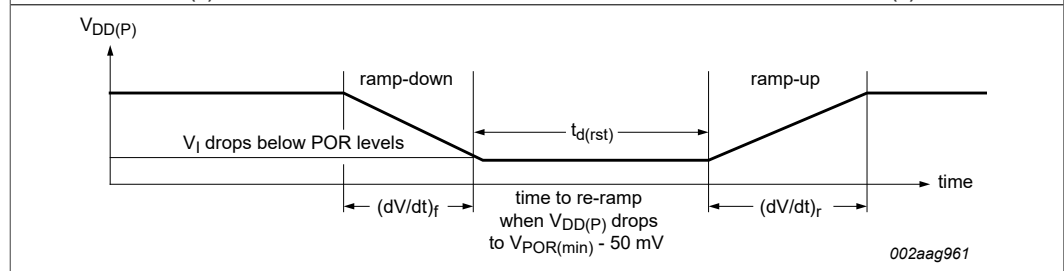 V_DD(P)
ramp-down
ramp-up
t_d(rst)
V_I drops below POR levels
time
(dV/dt)_f
time to re-ramp
when V_DD(P) drops
to V_POR(min) - 50 mV
(dV/dt)_r
002aag961